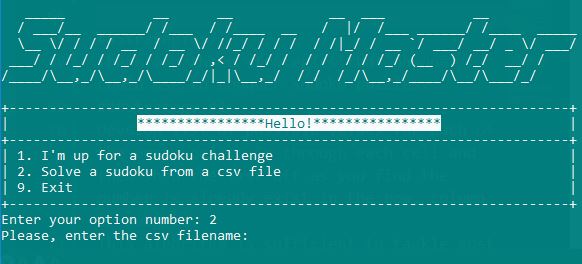 Sudoku Master
****************Hello!****************
1. I'm up for a sudoku challenge
2. Solve a sudoku from a csv file
9. Exit
Enter your option number: 2
Please, enter the csv filename: